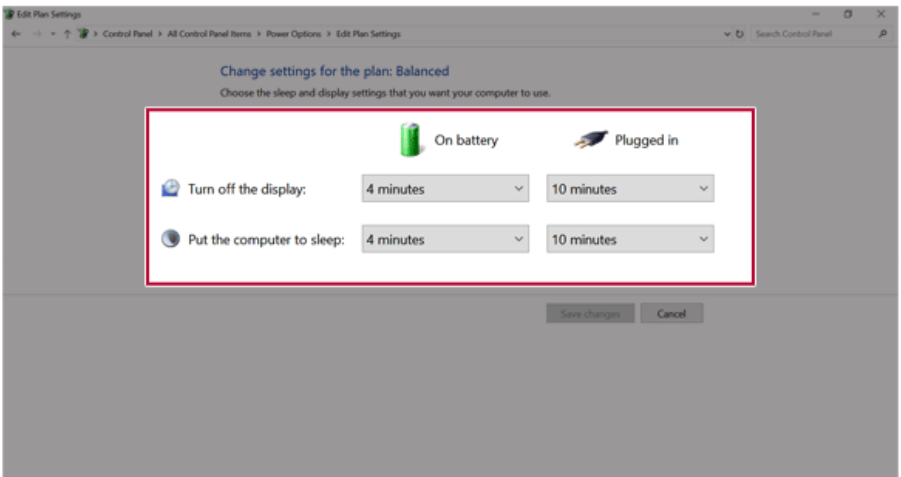 Edit Plan Settings
Control Panel > All Control Panel Items > Power Options > Edit Plan Settings
Search Control Panel
Change settings for the plan: Balanced
Choose the sleep and display settings that you want your computer to use.
On battery Plugged in
Turn off the display: 4 minutes 10 minutes
Put the computer to sleep: 4 minutes 10 minutes
Save changes Cancel